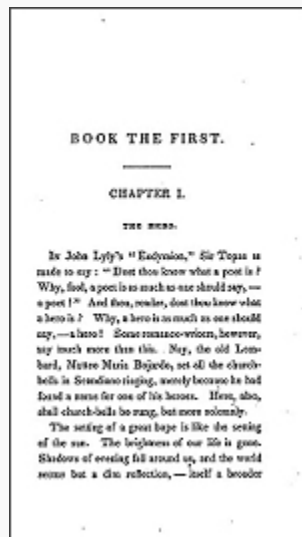 BOOK THE FIRST.
CHAPTER I.
THE HERO.
In John Lyly's "Endymion," Sir Topas is
made to say: "Dost thou know what a poet is?
Why, fool, a poet is as much as one should say,—
a poet!" And thou, reader, dost thou know what
a hero is? Why, a hero is as much as one should
say,—a hero! Some romance-writers, however,
say much more than this. Nay, the old Lom-
bard, Matteo Maria Bojardo, set all the church-
bells in Scandiano ringing, merely because he had
found a name for one of his heroes. Here, also,
shall church-bells be rung, but more solemnly.
The setting of a great hope is like the setting
of the sun. The brightness of our life is gone.
Shadows of evening fall around us, and the world
seems but a dim reflection,—itself a broader